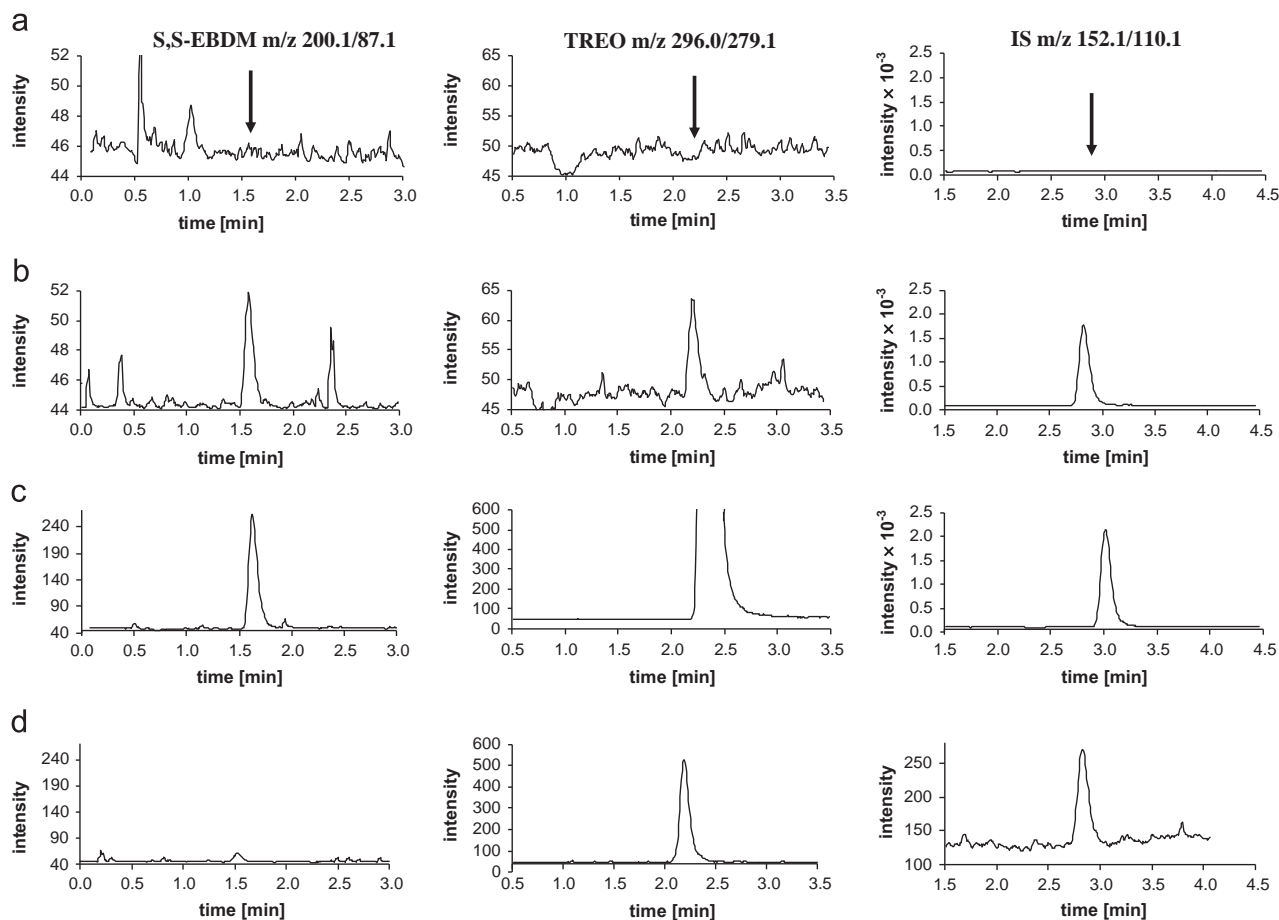 a
S,S-EBDM m/z 200.1/87.1
TREO m/z 296.0/279.1
IS m/z 152.1/110.1
intensity
52
50
48
46
44
0.0 0.5 1.0 1.5 2.0 2.5 3.0
time [min]
intensity
65
60
55
50
45
0.5 1.0 1.5 2.0 2.5 3.0 3.5
time [min]
intensity × 10⁻³
2.5
2.0
1.5
1.0
0.5
0.0
1.5 2.0 2.5 3.0 3.5 4.0 4.5
time [min]
b
intensity
52
50
48
46
44
0.0 0.5 1.0 1.5 2.0 2.5 3.0
time [min]
intensity
65
60
55
50
45
0.5 1.0 1.5 2.0 2.5 3.0 3.5
time [min]
intensity × 10⁻³
2.5
2.0
1.5
1.0
0.5
0.0
1.5 2.0 2.5 3.0 3.5 4.0 4.5
time [min]
c
intensity
240
190
140
90
40
0.0 0.5 1.0 1.5 2.0 2.5 3.0
time [min]
intensity
600
500
400
300
200
100
0
0.5 1.0 1.5 2.0 2.5 3.0 3.5
time [min]
intensity × 10⁻³
2.5
2.0
1.5
1.0
0.5
0.0
1.5 2.0 2.5 3.0 3.5 4.0 4.5
time [min]
d
intensity
240
190
140
90
40
0.0 0.5 1.0 1.5 2.0 2.5 3.0
time [min]
intensity
600
500
400
300
200
100
0
0.5 1.0 1.5 2.0 2.5 3.0 3.5
time [min]
intensity
250
200
150
100
1.5 2.0 2.5 3.0 3.5 4.0 4.5
time [min]